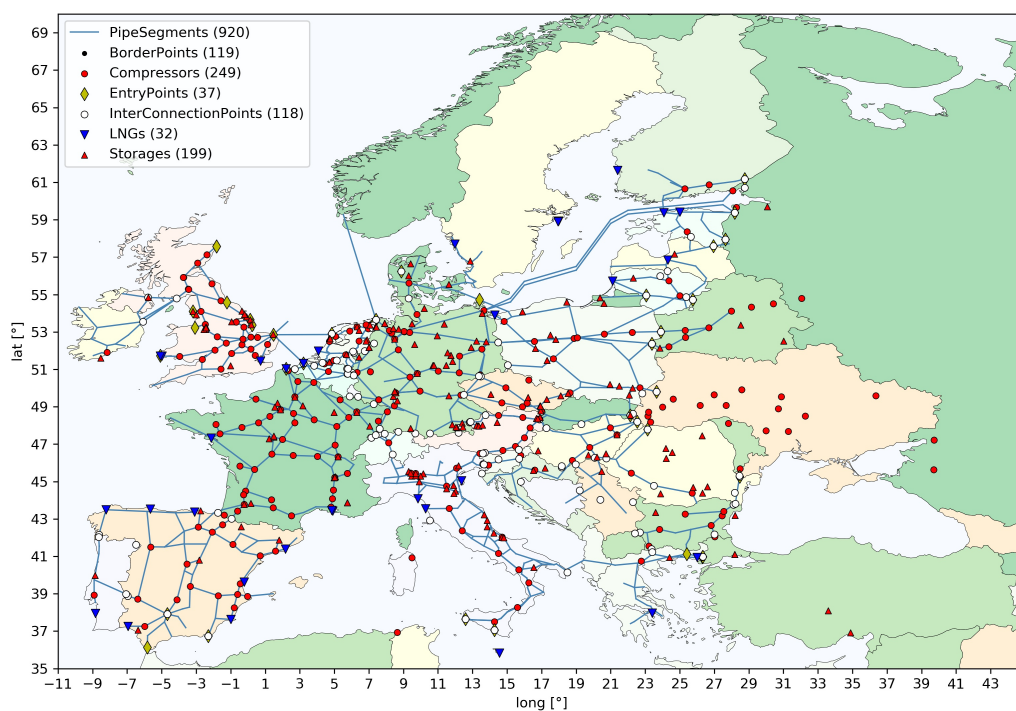 PipeSegments (920)
BorderPoints (119)
Compressors (249)
EntryPoints (37)
InterConnectionPoints (118)
LNGs (32)
Storages (199)
69
67
65
63
61
59
57
55
53
51
49
47
45
43
41
39
37
35
lat [°]
−11 −9 −7 −5 −3 −1 1 3 5 7 9 11 13 15 17 19 21 23 25 27 29 31 33 35 37 39 41 43
long [°]